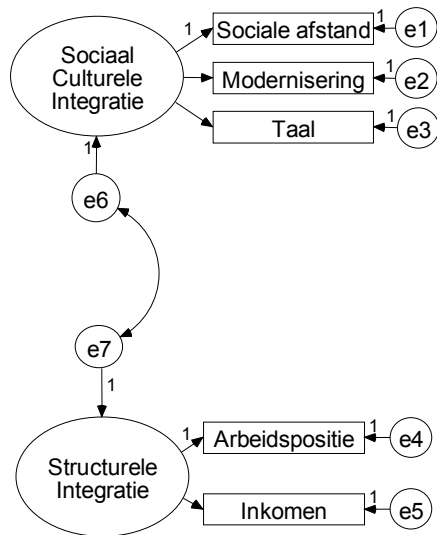 Sociaal
Culturele
Integratie
1
Sociale afstand
1
e1
Modernisering
1
e2
Taal
1
e3
1
e6
e7
1
Structurele
Integratie
1
Arbeidspositie
1
e4
Inkomen
1
e5